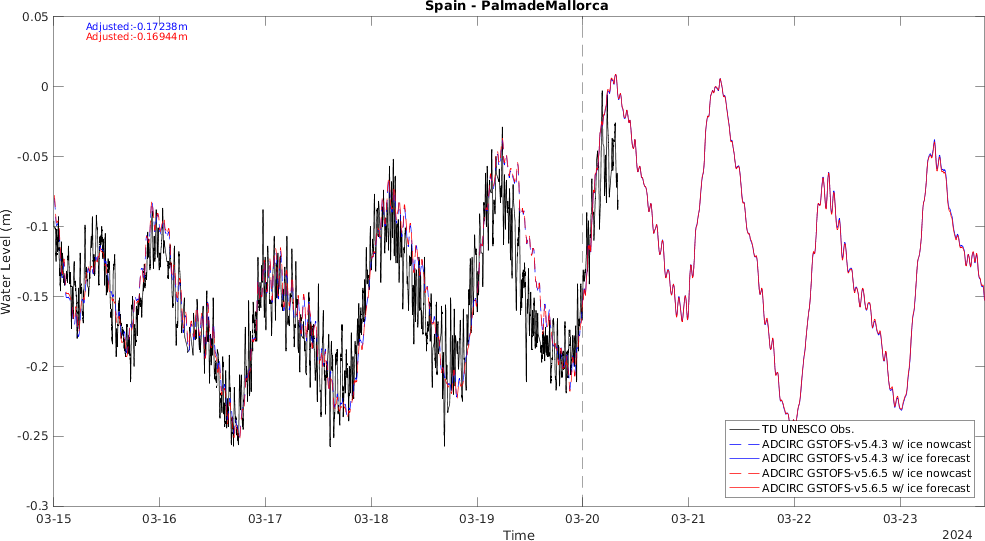 Spain - PalmadeMallorca
Adjusted:-0.17238m
Adjusted:-0.16944m
0.05
0
-0.05
-0.1
-0.15
-0.2
-0.25
-0.3
Water Level (m)
TD UNESCO Obs.
ADCIRC GSTOFS-v5.4.3 w/ ice nowcast
ADCIRC GSTOFS-v5.4.3 w/ ice forecast
ADCIRC GSTOFS-v5.6.5 w/ ice nowcast
ADCIRC GSTOFS-v5.6.5 w/ ice forecast
03-15 03-16 03-17 03-18 03-19 03-20 03-21 03-22 03-23
Time
2024